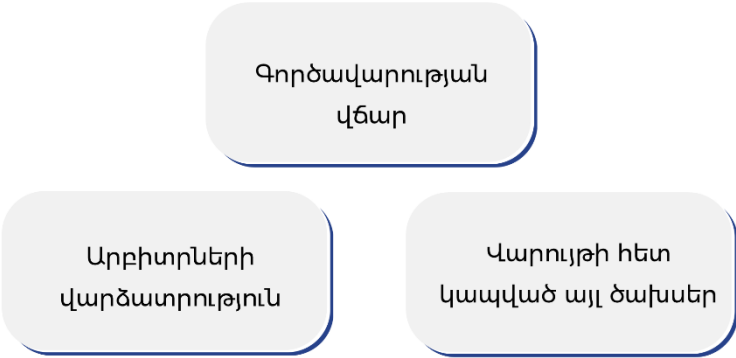 Գործավարության
վճար
Արբիտրների
վարձատրություն
Վարույթի հետ
կապված այլ ծախսեր